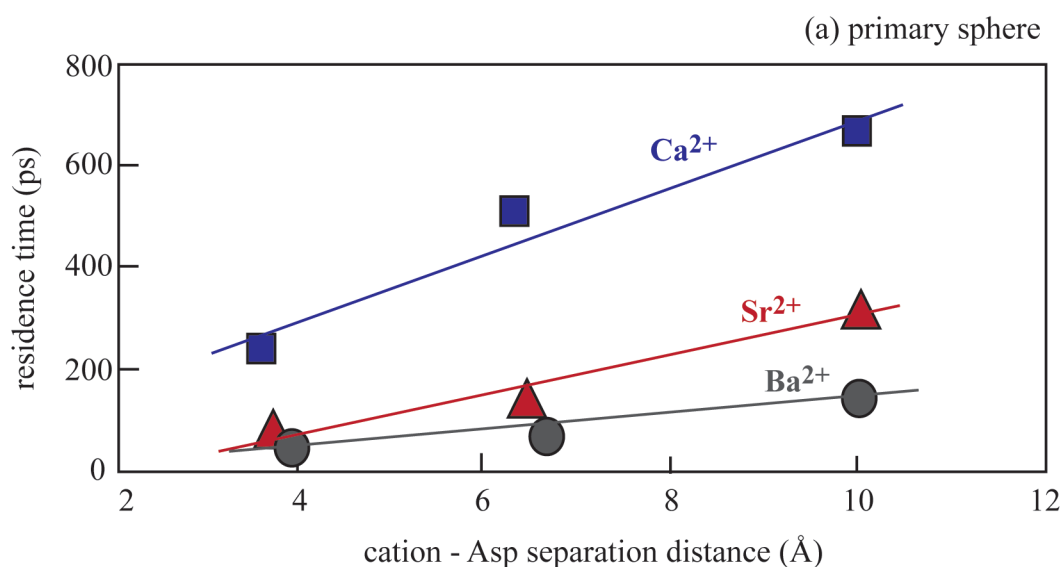 (a) primary sphere
800
600
400
200
0
residence time (ps)
Ca2+
Sr2+
Ba2+
2 4 6 8 10 12
cation - Asp separation distance (Å)